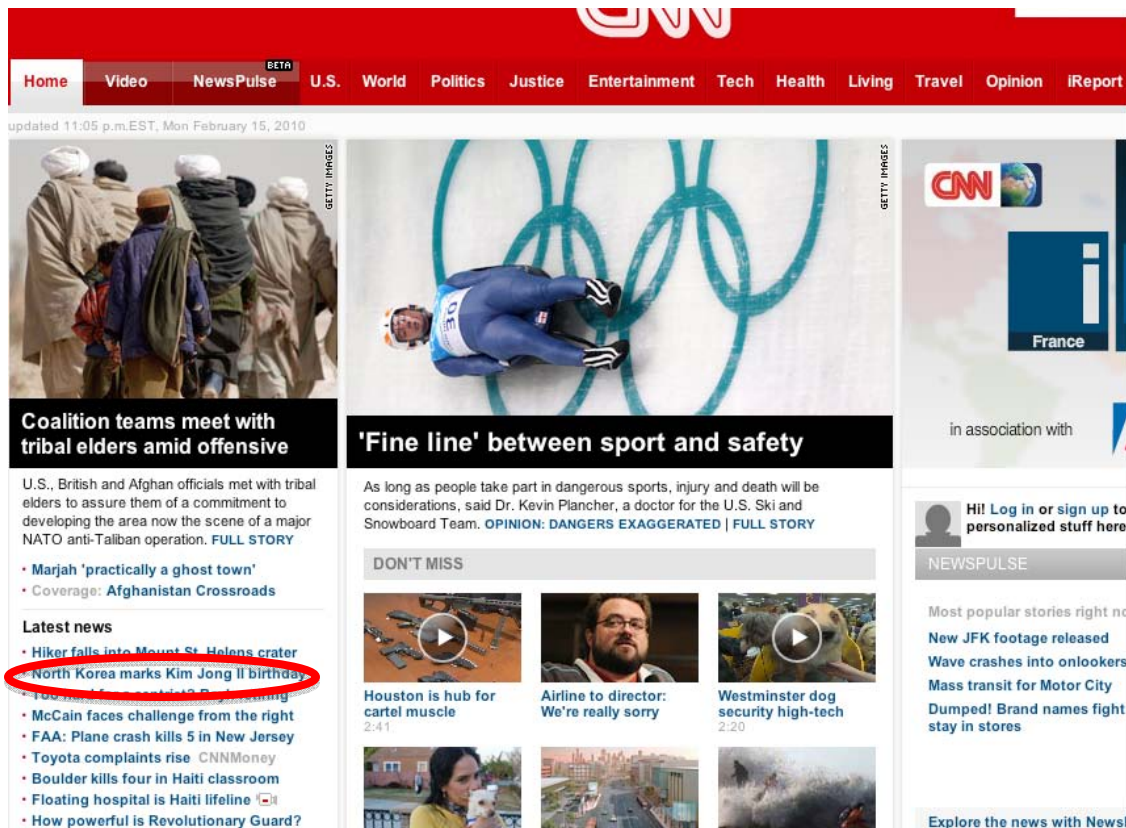 CNN
Home
Video
NewsPulse
BETA
U.S.
World
Politics
Justice
Entertainment
Tech
Health
Living
Travel
Opinion
iReport
updated 11:05 p.m.EST, Mon February 15, 2010
GETTY IMAGES
Coalition teams meet with
tribal elders amid offensive
U.S., British and Afghan officials met with tribal
elders to assure them of a commitment to
developing the area now the scene of a major
NATO anti-Taliban operation. FULL STORY
• Marjah 'practically a ghost town'
• Coverage: Afghanistan Crossroads
Latest news
• Hiker falls into Mount St. Helens crater
• North Korea marks Kim Jong Il birthday
• McCain faces challenge from the right
• FAA: Plane crash kills 5 in New Jersey
• Toyota complaints rise CNNMoney
• Boulder kills four in Haiti classroom
• Floating hospital is Haiti lifeline
• How powerful is Revolutionary Guard?
GETTY IMAGES
'Fine line' between sport and safety
As long as people take part in dangerous sports, injury and death will be
considerations, said Dr. Kevin Plancher, a doctor for the U.S. Ski and
Snowboard Team. OPINION: DANGERS EXAGGERATED | FULL STORY
DON'T MISS
Houston is hub for
cartel muscle
2:41
Airline to director:
We're really sorry
Westminster dog
security high-tech
2:20
CNN
i
France
in association with
Hi! Log in or sign up to
personalized stuff here
NEWSPULSE
Most popular stories right
New JFK footage released
Wave crashes into onlookers
Mass transit for Motor City
Dumped! Brand names fight
stay in stores
Explore the news with